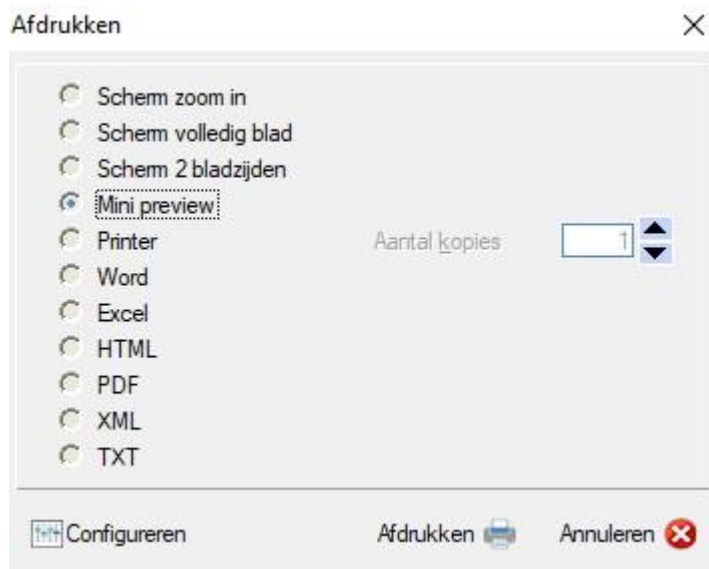 Afdrukken
Scherm zoom in
Scherm volledig blad
Scherm 2 bladzijden
Mini preview
Printer Aantal kopies 1
Word
Excel
HTML
PDF
XML
TXT
Configureren Afdrukken Annuleren